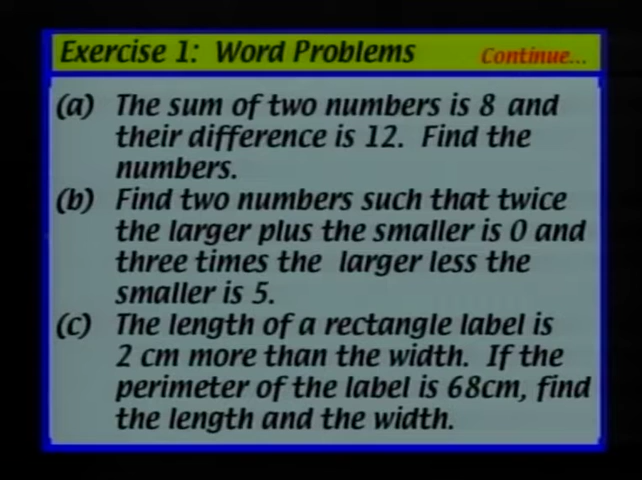 Exercise 1: Word Problems Continue...
(a) The sum of two numbers is 8 and
their difference is 12. Find the
numbers.
(b) Find two numbers such that twice
the larger plus the smaller is 0 and
three times the larger less the
smaller is 5.
(c) The length of a rectangle label is
2 cm more than the width. If the
perimeter of the label is 68cm, find
the length and the width.